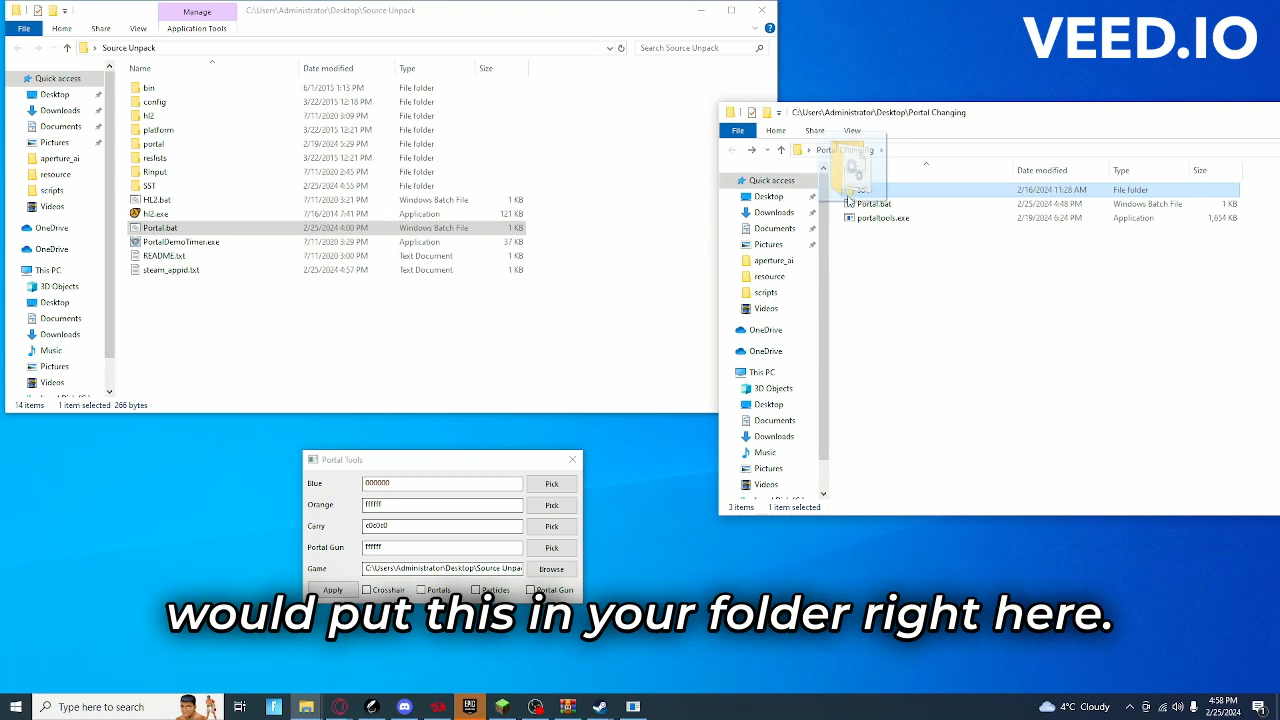 Manage
C:\Users\Administrator\Desktop\Source Unpack
File
Home
Share
View
Application Tools
Source Unpack
Search Source Unpack
Name
Date modified
Type
Size
Quick access
Desktop
Downloads
Documents
Pictures
aperture_ai
resource
scripts
Videos
OneDrive
OneDrive
This PC
3D Objects
Desktop
Documents
Downloads
Music
Pictures
Videos
bin 6/1/2015 1:13 PM File folder
config 3/22/2015 12:18 PM File folder
hl2 7/11/2020 3:09 PM File folder
platform 3/22/2015 12:21 PM File folder
portal 2/19/2024 5:29 PM File folder
reslists 3/22/2015 12:21 PM File folder
RInput 7/11/2020 2:45 PM File folder
SST 2/25/2024 4:55 PM File folder
HL2.bat 7/11/2020 3:21 PM Windows Batch File 1 KB
hl2.exe 7/16/2014 7:41 PM Application 121 KB
Portal.bat 2/25/2024 4:00 PM Windows Batch File 1 KB
PortalDemoTimer.exe 7/11/2020 3:29 PM Application 37 KB
README.txt 7/11/2020 3:00 PM Text Document 1 KB
steam_appid.txt 2/25/2024 4:57 PM Text Document 1 KB
14 items 1 item selected 266 bytes
VEED.IO
C:\Users\Administrator\Desktop\Portal Changing
File
Home
Share
View
Portal Changing
Date modified
Type
Size
Quick access
Desktop
Downloads
Documents
Pictures
aperture_ai
resource
scripts
Videos
OneDrive
OneDrive
This PC
3D Objects
Desktop
Documents
Downloads
Music
Pictures
Videos
2/16/2024 11:28 AM File folder
Portal.bat 2/25/2024 4:48 PM Windows Batch File 1 KB
portaltools.exe 2/19/2024 6:24 PM Application 1,654 KB
3 items 1 item selected
Portal Tools
Blue 000000 Pick
Orange ffffff Pick
Carry c0c0c0 Pick
Portal Gun ffffff Pick
Game C:\Users\Administrator\Desktop\Source Unpa Browse
Apply Crosshair Portals Particles Portal Gun
would put this in your folder right here.
Type here to search
EPIC
4°C Cloudy
4:58 PM
2/25/2024